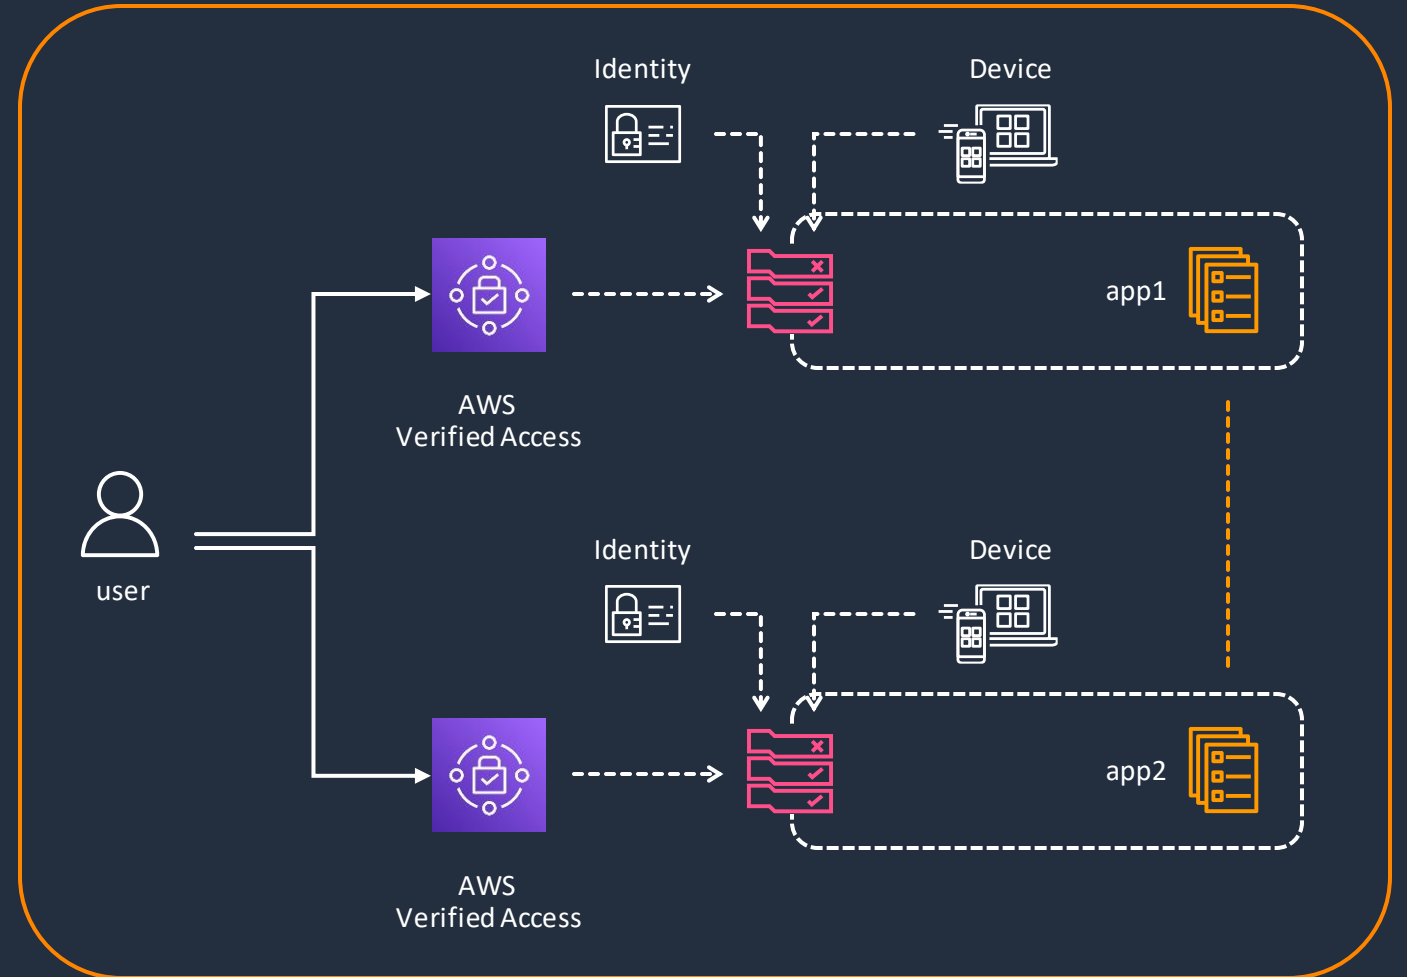 Identity
Device
app1
AWS
Verified Access
user
Identity
Device
app2
AWS
Verified Access